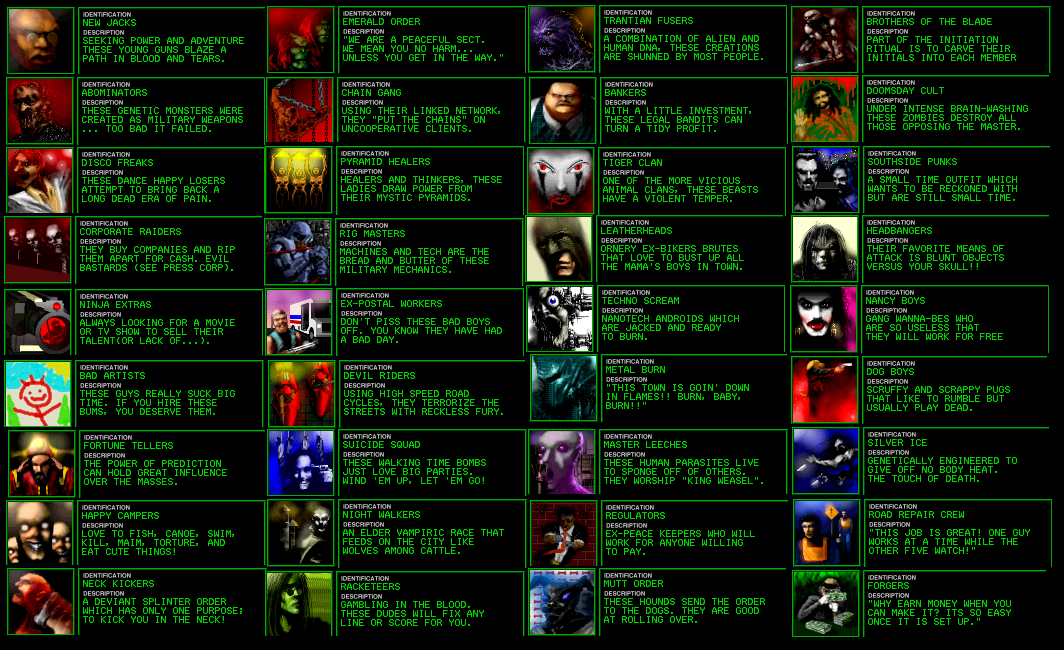 IDENTIFICATION
NEW JACKS
DESCRIPTION
SEEKING POWER AND ADVENTURE
THESE YOUNG GUNS BLAZE A
PATH IN BLOOD AND TEARS.
IDENTIFICATION
EMERALD ORDER
DESCRIPTION
"WE ARE A PEACEFUL SECT.
WE MEAN YOU NO HARM...
UNLESS YOU GET IN THE WAY."
IDENTIFICATION
TRANTIAN FUSERS
DESCRIPTION
A COMBINATION OF ALIEN AND
HUMAN DNA, THESE CREATIONS
ARE SHUNNED BY MOST PEOPLE.
IDENTIFICATION
BROTHERS OF THE BLADE
DESCRIPTION
PART OF THE INITIATION
RITUAL IS TO CARVE THEIR
INITIALS INTO EACH MEMBER
IDENTIFICATION
ABOMINATORS
DESCRIPTION
THESE GENETIC MONSTERS WERE
CREATED AS MILITARY WEAPONS
... TOO BAD IT FAILED.
IDENTIFICATION
CHAIN GANG
DESCRIPTION
USING THEIR LINKED NETWORK,
THEY "PUT THE CHAINS" ON
UNCOOPERATIVE CLIENTS.
IDENTIFICATION
BANKERS
DESCRIPTION
WITH A LITTLE INVESTMENT,
THESE LEGAL BANDITS CAN
TURN A TIDY PROFIT.
IDENTIFICATION
DOOMSDAY CULT
DESCRIPTION
UNDER INTENSE BRAIN-WASHING
THESE ZOMBIES DESTROY ALL
THOSE OPPOSING THE MASTER.
IDENTIFICATION
DISCO FREAKS
DESCRIPTION
THESE DANCE HAPPY LOSERS
ATTEMPT TO BRING BACK A
LONG DEAD ERA OF PAIN.
IDENTIFICATION
PYRAMID HEALERS
DESCRIPTION
HEALERS AND THINKERS, THESE
LADIES DRAW POWER FROM
THEIR MYSTIC PYRAMIDS.
IDENTIFICATION
TIGER CLAN
DESCRIPTION
ONE OF THE MORE VICIOUS
ANIMAL CLANS, THESE BEASTS
HAVE A VIOLENT TEMPER.
IDENTIFICATION
SOUTHSIDE PUNKS
DESCRIPTION
A SMALL TIME OUTFIT WHICH
WANTS TO BE RECKONED WITH
BUT ARE STILL SMALL TIME.
IDENTIFICATION
CORPORATE RAIDERS
DESCRIPTION
THEY BUY COMPANIES AND RIP
THEM APART FOR CASH. EVIL
BASTARDS (SEE PRESS CORP).
IDENTIFICATION
RIG MASTERS
DESCRIPTION
MACHINES AND TECH ARE THE
BREAD AND BUTTER OF THESE
MILITARY MECHANICS.
IDENTIFICATION
LEATHERHEADS
DESCRIPTION
ORNERY EX-BIKERS BRUTES
THAT LOVE TO BUST UP ALL
THE MAMA'S BOYS IN TOWN.
IDENTIFICATION
HEADBANGERS
DESCRIPTION
THEIR FAVORITE MEANS OF
ATTACK IS BLUNT OBJECTS
VERSUS YOUR SKULL!!
IDENTIFICATION
NINJA EXTRAS
DESCRIPTION
ALWAYS LOOKING FOR A MOVIE
OR TV SHOW TO SELL THEIR
TALENT(OR LACK OF...).
IDENTIFICATION
EX-POSTAL WORKERS
DESCRIPTION
DON'T PISS THESE BAD BOYS
OFF. YOU KNOW THEY HAVE HAD
A BAD DAY.
IDENTIFICATION
TECHNO SCREAM
DESCRIPTION
NANOTECH ANDROIDS WHICH
ARE JACKED AND READY
TO BURN.
IDENTIFICATION
NANCY BOYS
DESCRIPTION
GANG WANNA-BES WHO
ARE SO USELESS THAT
THEY WILL WORK FOR FREE
IDENTIFICATION
BAD ARTISTS
DESCRIPTION
THESE GUYS REALLY SUCK BIG
TIME. IF YOU HIRE THESE
BUMS, YOU DESERVE THEM.
IDENTIFICATION
DEVIL RIDERS
DESCRIPTION
USING HIGH SPEED ROAD
CYCLES, THEY TERRORIZE THE
STREETS WITH RECKLESS FURY.
IDENTIFICATION
METAL BURN
DESCRIPTION
"THIS TOWN IS GOIN' DOWN
IN FLAMES!! BURN, BABY,
BURN!!"
IDENTIFICATION
DOG BOYS
DESCRIPTION
SCRUFFY AND SCRAPPY PUGS
THAT LIKE TO RUMBLE BUT
USUALLY PLAY DEAD.
IDENTIFICATION
FORTUNE TELLERS
DESCRIPTION
THE POWER OF PREDICTION
CAN HOLD GREAT INFLUENCE
OVER THE MASSES.
IDENTIFICATION
SUICIDE SQUAD
DESCRIPTION
THESE WALKING TIME BOMBS
JUST LOVE BIG PARTIES.
WIND 'EM UP, LET 'EM GO!
IDENTIFICATION
MASTER LEECHES
DESCRIPTION
THESE HUMAN PARASITES LIVE
TO SPONGE OFF OF OTHERS.
THEY WORSHIP "KING WEASEL".
IDENTIFICATION
SILVER ICE
DESCRIPTION
GENETICALLY ENGINEERED TO
GIVE OFF NO BODY HEAT.
THE TOUCH OF DEATH.
IDENTIFICATION
HAPPY CAMPERS
DESCRIPTION
LOVE TO FISH, CANOE, SWIM,
KILL, MAIM, TORTURE, AND
EAT CUTE THINGS!
IDENTIFICATION
NIGHT WALKERS
DESCRIPTION
AN ELDER VAMPIRIC RACE THAT
FEEDS ON THE CITY LIKE
WOLVES AMONG CATTLE.
IDENTIFICATION
REGULATORS
DESCRIPTION
EX-PEACE KEEPERS WHO WILL
WORK FOR ANYONE WILLING
TO PAY.
IDENTIFICATION
ROAD REPAIR CREW
DESCRIPTION
"THIS JOB IS GREAT! ONE GUY
WORKS AT A TIME WHILE THE
OTHER FIVE WATCH!"
IDENTIFICATION
NECK KICKERS
DESCRIPTION
A DEVIANT SPLINTER ORDER
WHICH HAS ONLY ONE PURPOSE;
TO KICK YOU IN THE NECK!
IDENTIFICATION
RACKETEERS
DESCRIPTION
GAMBLING IN THE BLOOD.
THESE DUDES WILL FIX ANY
LINE OR SCORE FOR YOU.
IDENTIFICATION
MUTT ORDER
DESCRIPTION
THESE HOUNDS SEND THE ORDER
TO THE DOGS. THEY ARE GOOD
AT ROLLING OVER.
IDENTIFICATION
FORGERS
DESCRIPTION
"WHY EARN MONEY WHEN YOU
CAN MAKE IT? ITS SO EASY
ONCE IT IS SET UP."